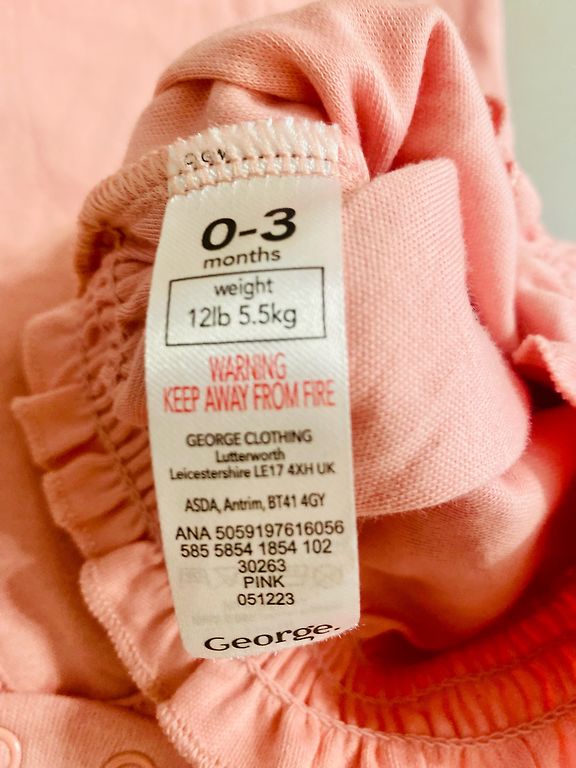 0-3
months
weight
12lb 5.5kg
WARNING
KEEP AWAY FROM FIRE
GEORGE CLOTHING
Lutterworth
Leicestershire LE17 4XH UK
ASDA, Antrim, BT41 4GY
ANA 5059197616056
585 5854 1854 102
30263
PINK
051223
George.